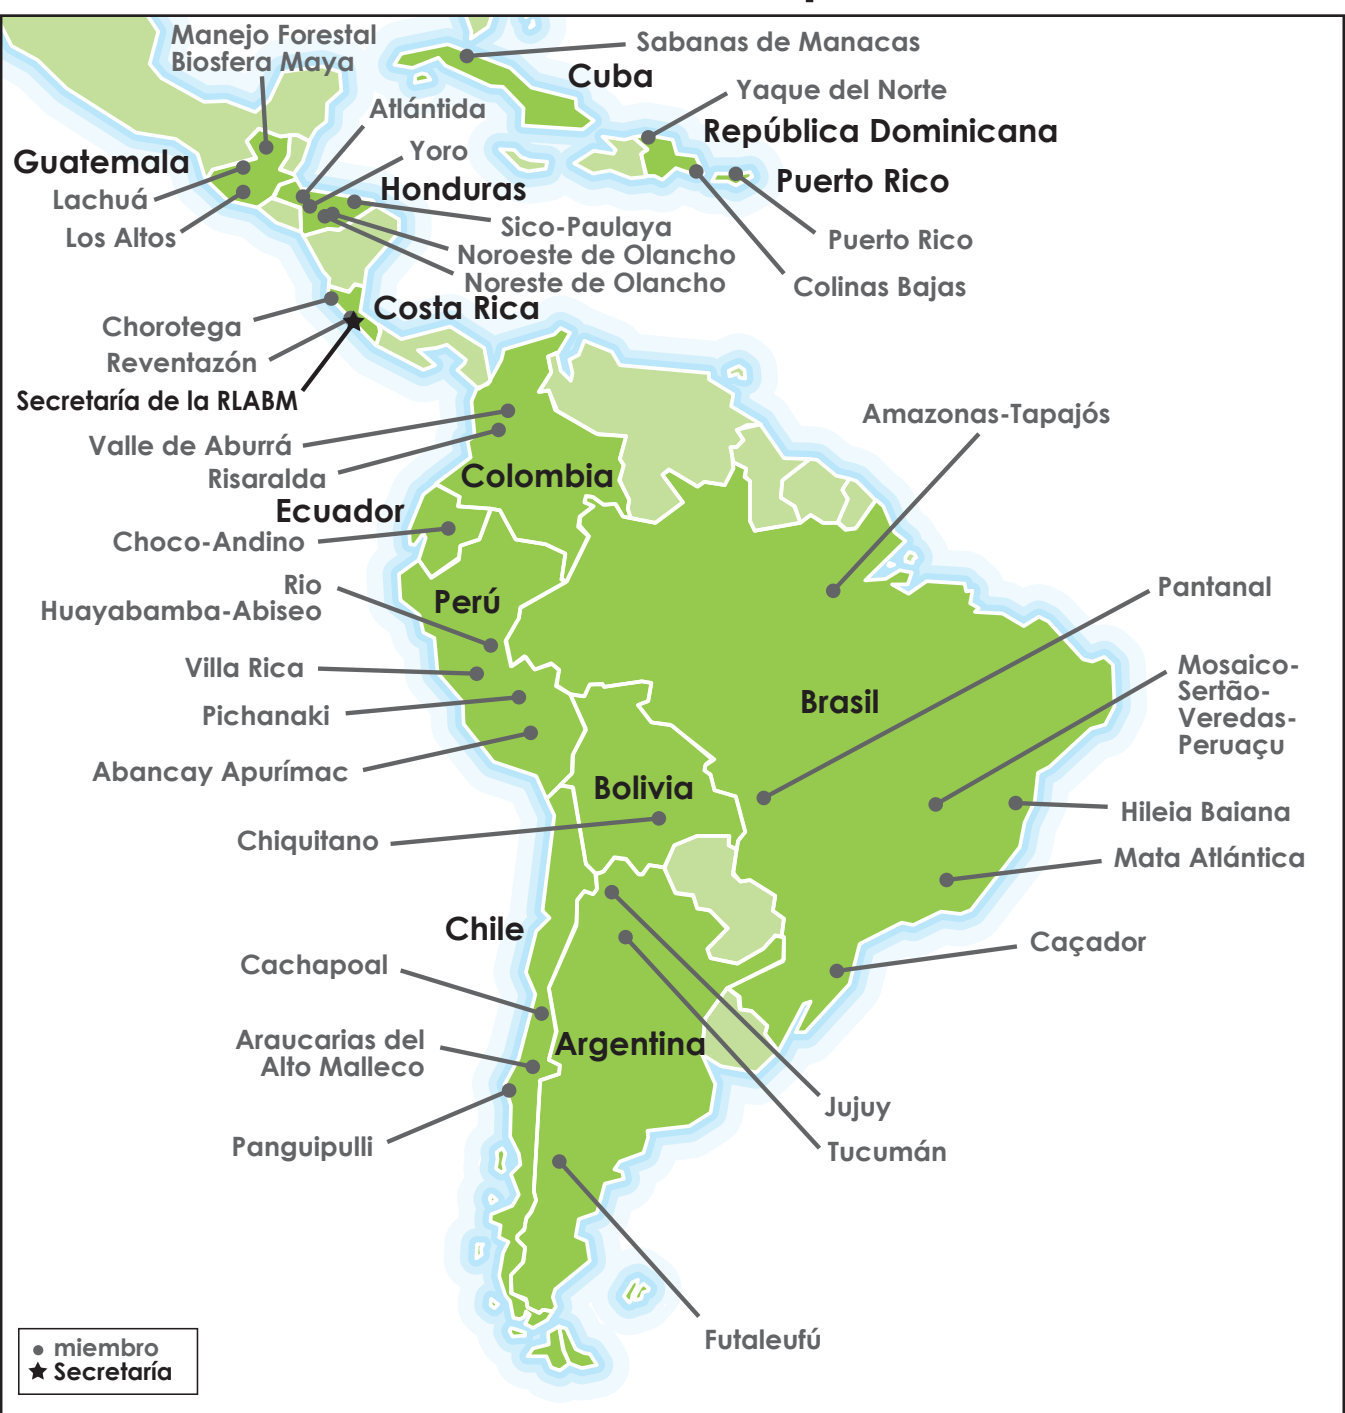 Manejo Forestal
Biosfera Maya
Sabanas de Manacas
Cuba
Yaque del Norte
Atlántida
República Dominicana
Yoro
Guatemala
Honduras
Puerto Rico
Lachuá
Sico-Paulaya
Los Altos
Puerto Rico
Noroeste de Olancho
Noreste de Olancho
Colinas Bajas
Costa Rica
Chorotega
Reventazón
Secretaría de la RLABM
Amazonas-Tapajós
Valle de Aburrá
Risaralda
Colombia
Ecuador
Choco-Andino
Rio
Huayabamba-Abiseo
Perú
Pantanal
Villa Rica
Mosaico-
Sertão-
Veredas-
Peruaçu
Brasil
Pichanaki
Abancay Apurímac
Bolivia
Hileia Baiana
Chiquitano
Mata Atlántica
Chile
Caçador
Cachapoal
Araucarias del
Alto Malleco
Argentina
Jujuy
Panguipulli
Tucumán
Futaleufú
miembro
Secretaría